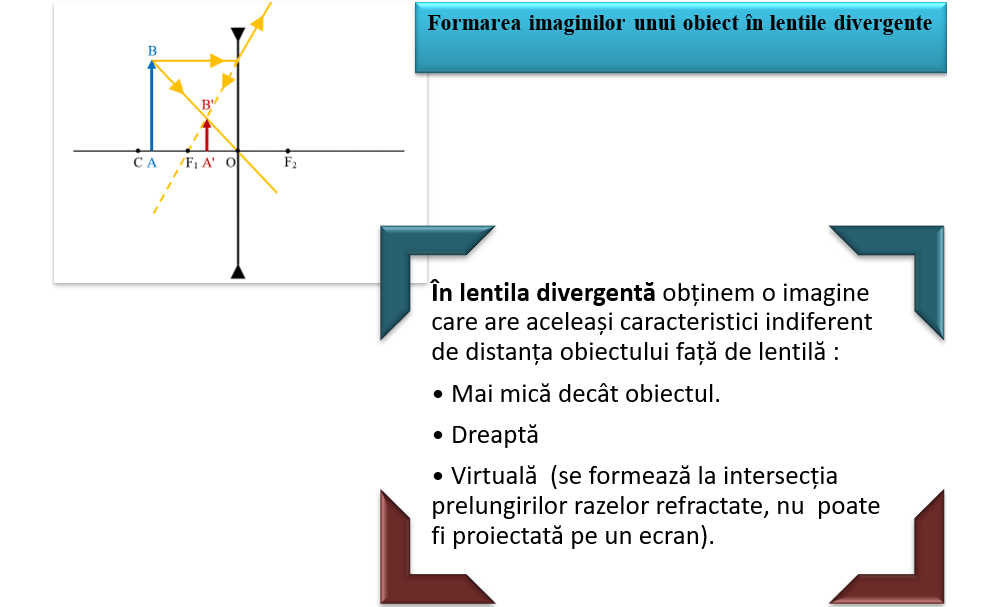 Formarea imaginilor unui obiect în lentile divergente
B
B'
C A F₁ A' O F₂
În lentila divergentă obținem o imagine
care are aceleași caracteristici indiferent
de distanța obiectului față de lentilă :
• Mai mică decât obiectul.
• Dreaptă
• Virtuală (se formează la intersecția
prelungirilor razelor refractate, nu poate
fi proiectată pe un ecran).